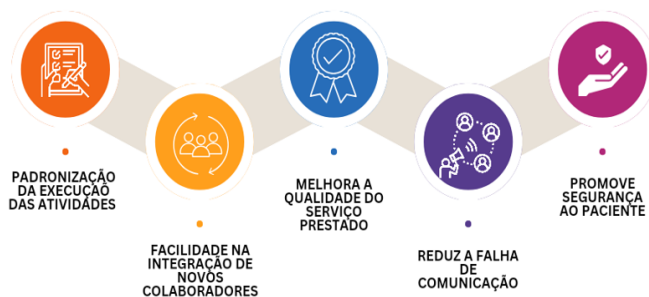 PADRONIZAÇÃO
DA EXECUÇÃO
DAS ATIVIDADES
FACILIDADE NA
INTEGRAÇÃO DE
NOVOS
COLABORADORES
MELHORA A
QUALIDADE DO
SERVIÇO
PRESTADO
REDUZ A FALHA
DE
COMUNICAÇÃO
PROMOVE
SEGURANÇA
AO PACIENTE